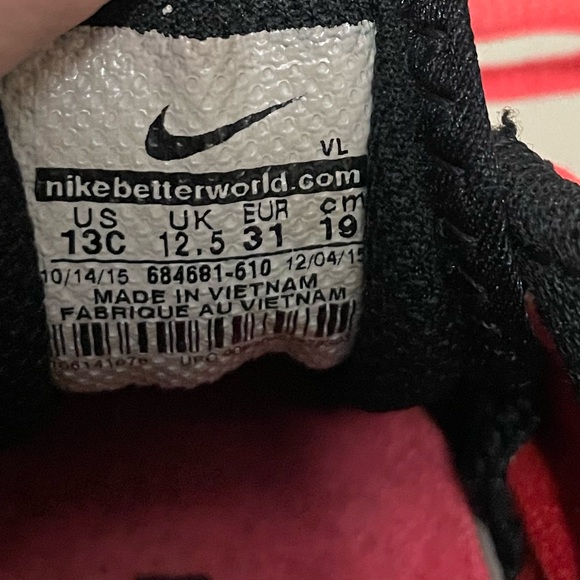 VL
nikebetterworld.com
US UK EUR cm
13C 12.5 31 19
10/14/15 684681-610 12/04/15
MADE IN VIETNAM
FABRIQUE AU VIETNAM
UPC